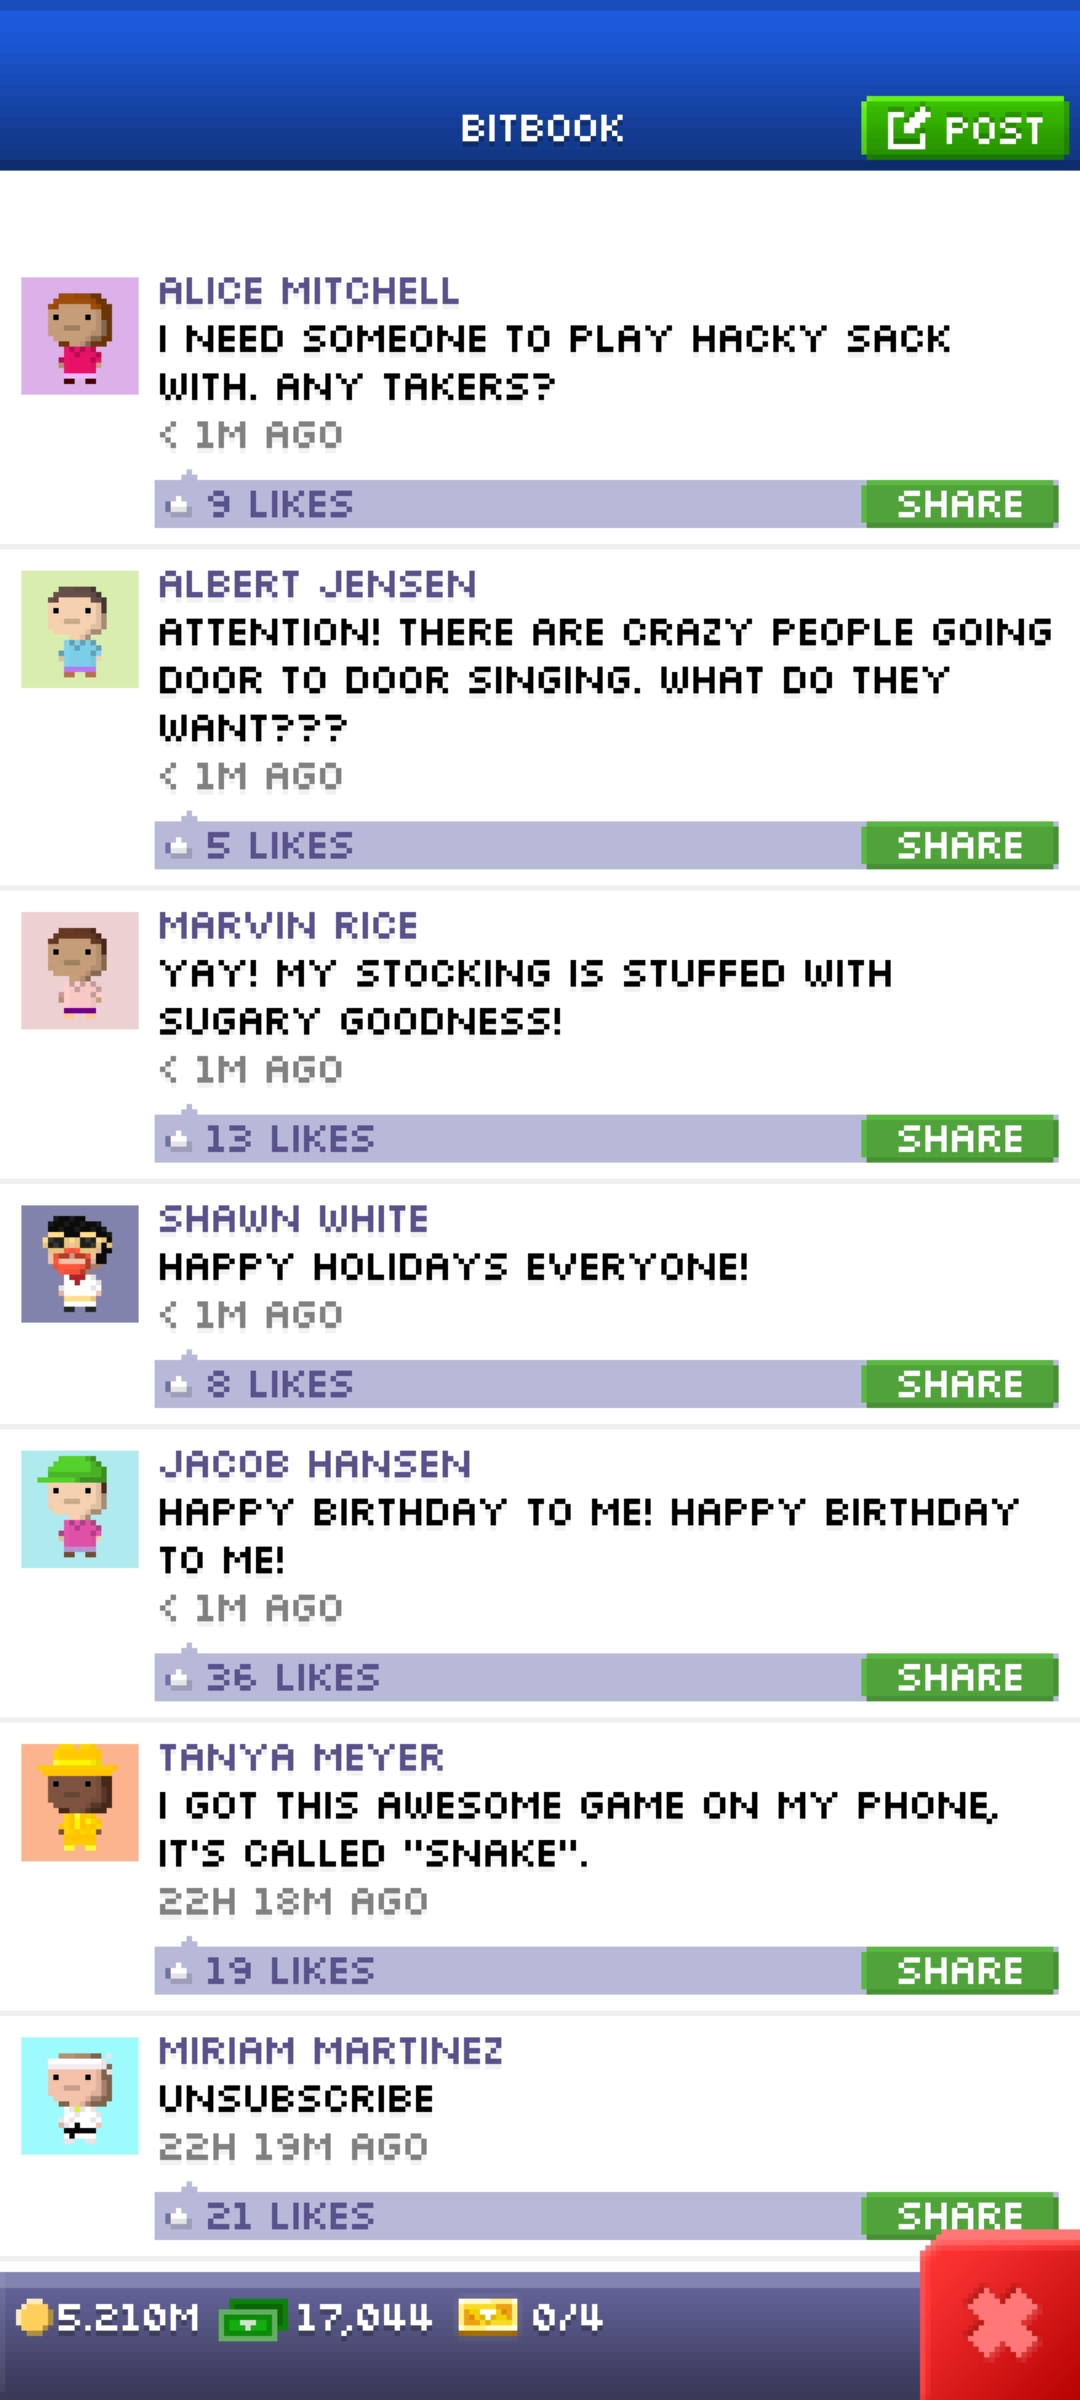 BITBOOK
POST
ALICE MITCHELL
I NEED SOMEONE TO PLAY HACKY SACK
WITH. ANY TAKERS?
< 1M AGO
9 LIKES
SHARE
ALBERT JENSEN
ATTENTION! THERE ARE CRAZY PEOPLE GOING
DOOR TO DOOR SINGING. WHAT DO THEY
WANT???
< 1M AGO
5 LIKES
SHARE
MARVIN RICE
YAY! MY STOCKING IS STUFFED WITH
SUGARY GOODNESS!
< 1M AGO
13 LIKES
SHARE
SHAWN WHITE
HAPPY HOLIDAYS EVERYONE!
< 1M AGO
8 LIKES
SHARE
JACOB HANSEN
HAPPY BIRTHDAY TO ME! HAPPY BIRTHDAY
TO ME!
< 1M AGO
36 LIKES
SHARE
TANYA MEYER
I GOT THIS AWESOME GAME ON MY PHONE,
IT'S CALLED "SNAKE".
22H 18M AGO
19 LIKES
SHARE
MIRIAM MARTINEZ
UNSUBSCRIBE
22H 19M AGO
21 LIKES
SHARE
5.210M 17,044 0/4